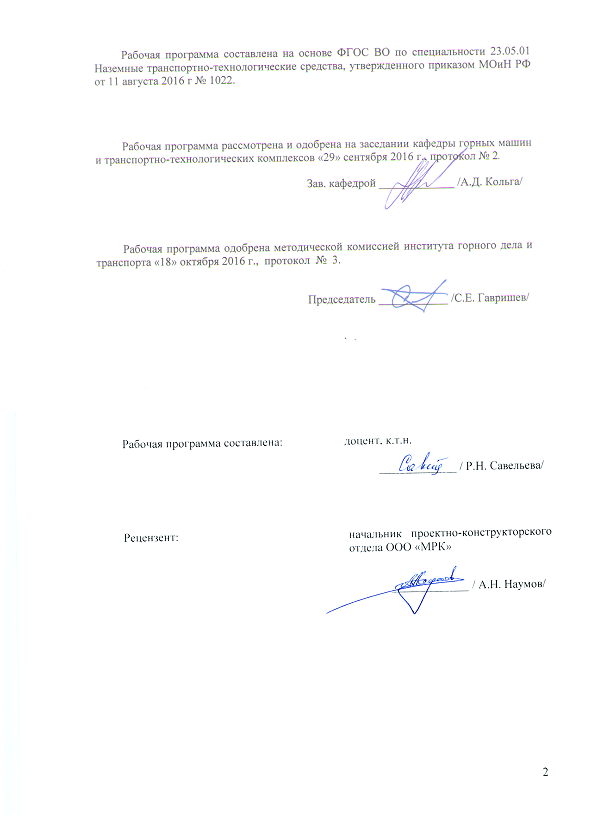 Рабочая программа составлена на основе ФГОС ВО по специальности 23.05.01
Наземные транспортно-технологические средства, утвержденного приказом МОиН РФ
от 11 августа 2016 г № 1022.
Рабочая программа рассмотрена и одобрена на заседании кафедры горных машин
и транспортно-технологических комплексов «29» сентября 2016 г., протокол № 2.
Зав. кафедрой ______________ /А.Д. Кольга/
Рабочая программа одобрена методической комиссией института горного дела и
транспорта «18» октября 2016 г., протокол № 3.
Председатель _____________ /С.Е. Гавришев/
Рабочая программа составлена: доцент, к.т.н.
______________ / Р.Н. Савельева/
Рецензент: начальник проектно-конструкторского
отдела ООО «МРК»
______________ / А.Н. Наумов/
2